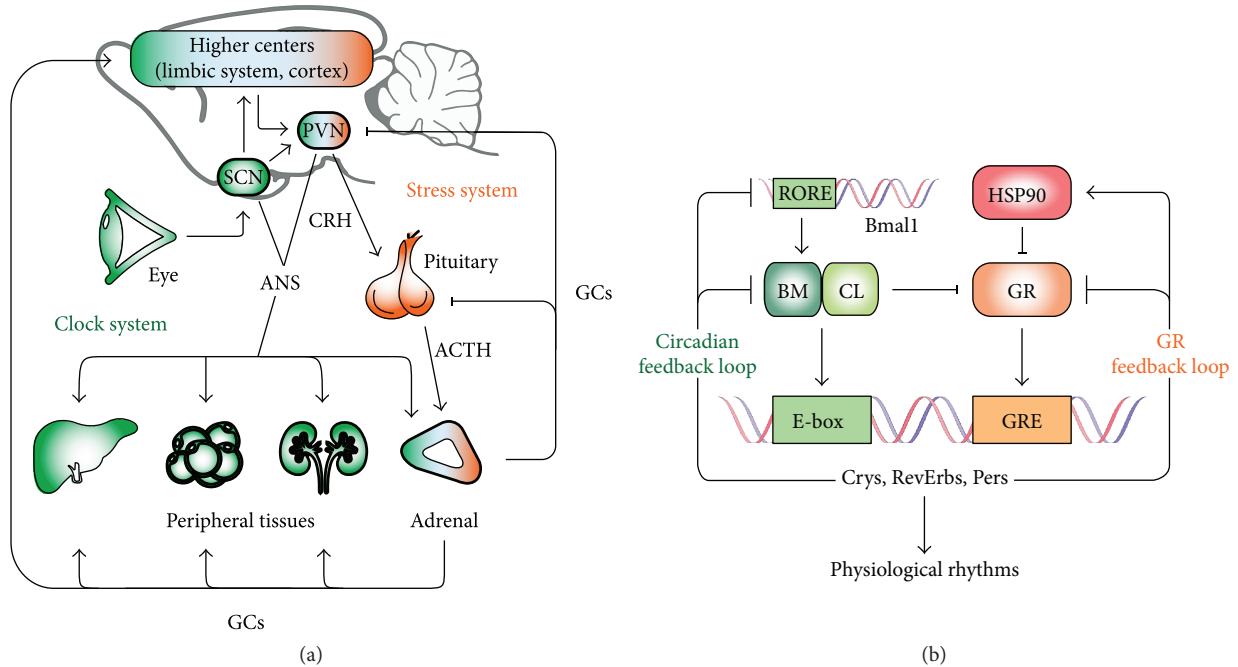 Higher centers
(limbic system, cortex)
PVN
SCN
Stress system
CRH
Eye
ANS
Pituitary
GCs
Clock system
ACTH
Peripheral tissues
Adrenal
GCs
(a)
RORE
Bmal1
HSP90
BM
CL
GR
Circadian
feedback loop
GR
feedback loop
E-box
GRE
Crys, RevErbs, Pers
Physiological rhythms
(b)